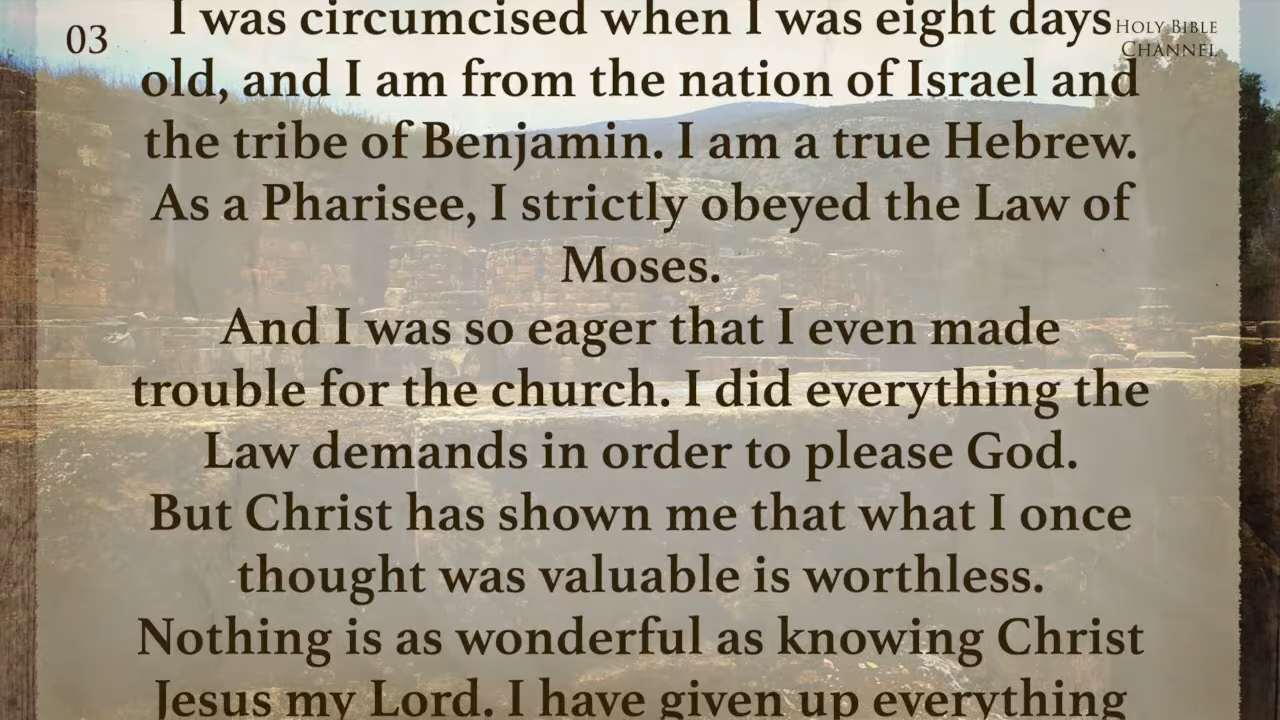 03
HOLY BIBLE
CHANNEL
I was circumcised when I was eight days
old, and I am from the nation of Israel and
the tribe of Benjamin. I am a true Hebrew.
As a Pharisee, I strictly obeyed the Law of
Moses.
And I was so eager that I even made
trouble for the church. I did everything the
Law demands in order to please God.
But Christ has shown me that what I once
thought was valuable is worthless.
Nothing is as wonderful as knowing Christ
Jesus my Lord. I have given up everything